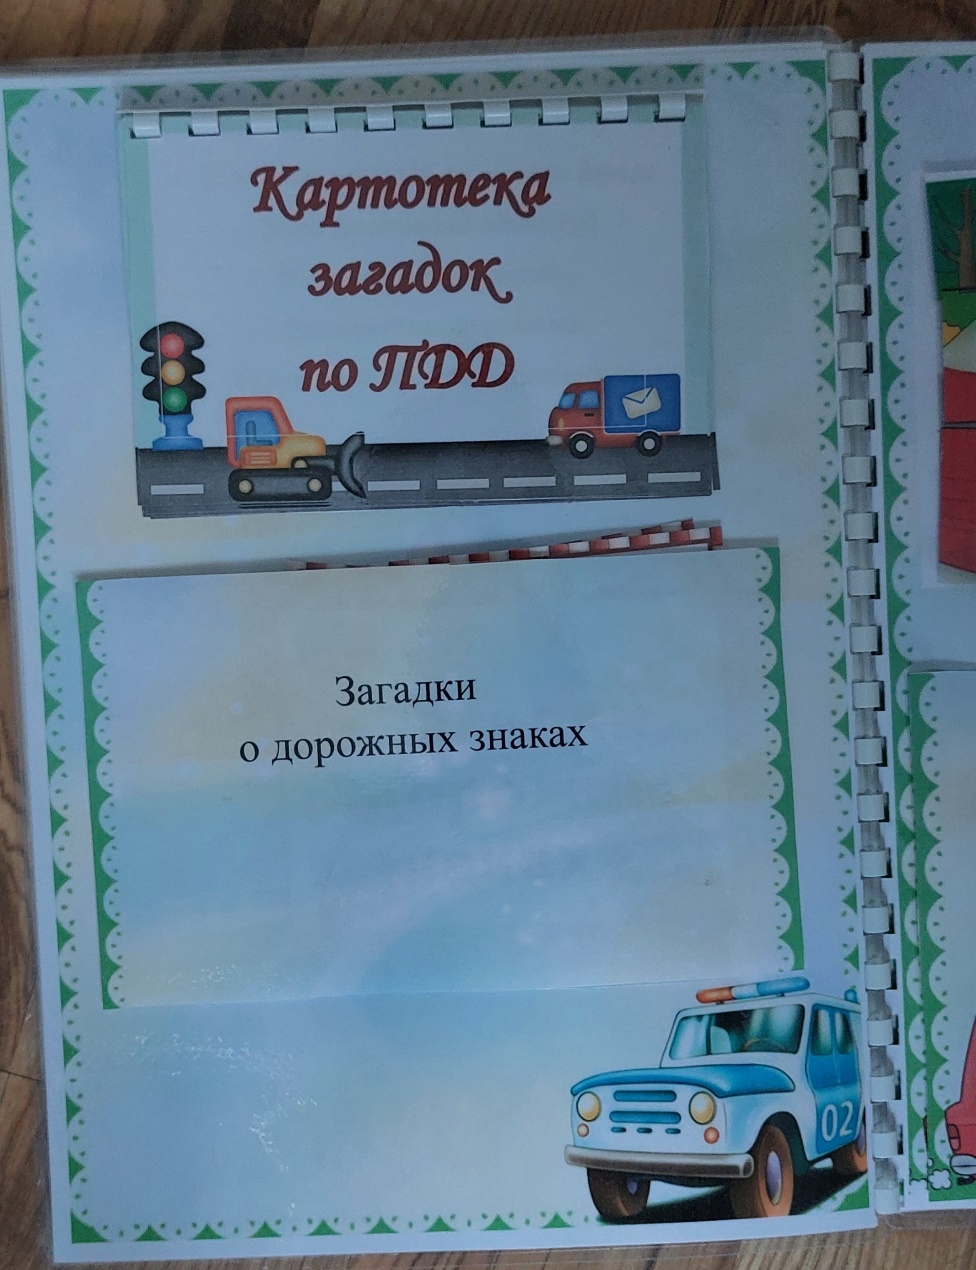 Картотека
загадок
по ПДД
Загадки
о дорожных знаках
02